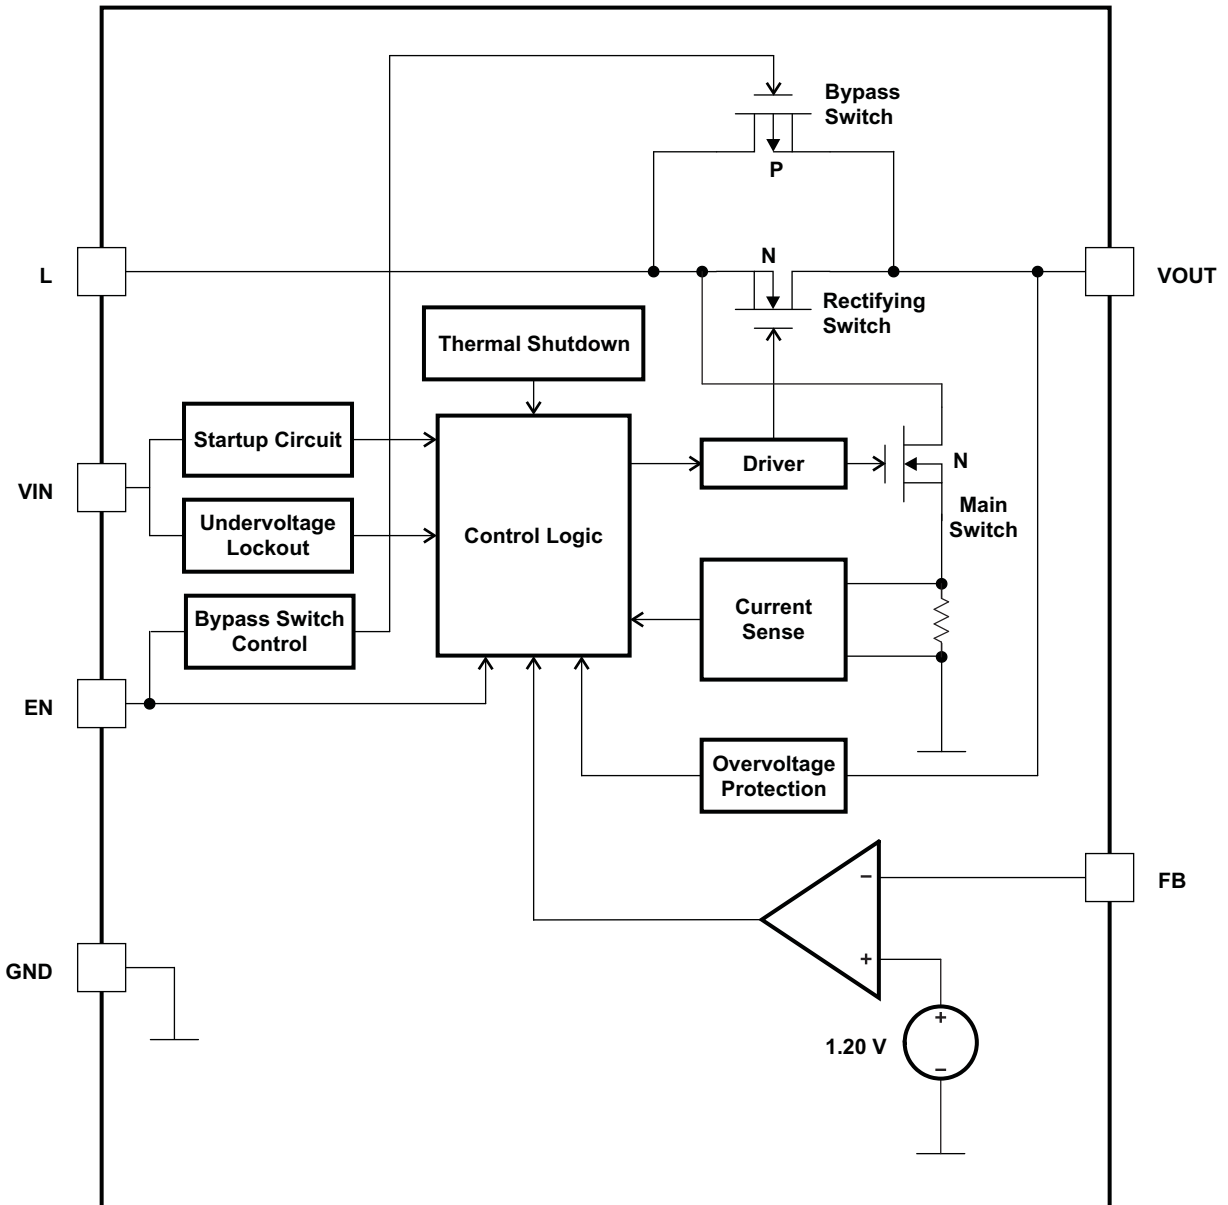 Bypass
Switch
P
L
N
VOUT
Rectifying
Switch
Thermal Shutdown
Startup Circuit
VIN
Driver
N
Main
Switch
Undervoltage
Lockout
Control Logic
Bypass Switch
Control
Current
Sense
EN
Overvoltage
Protection
−
FB
+
GND
+
1.20 V
−